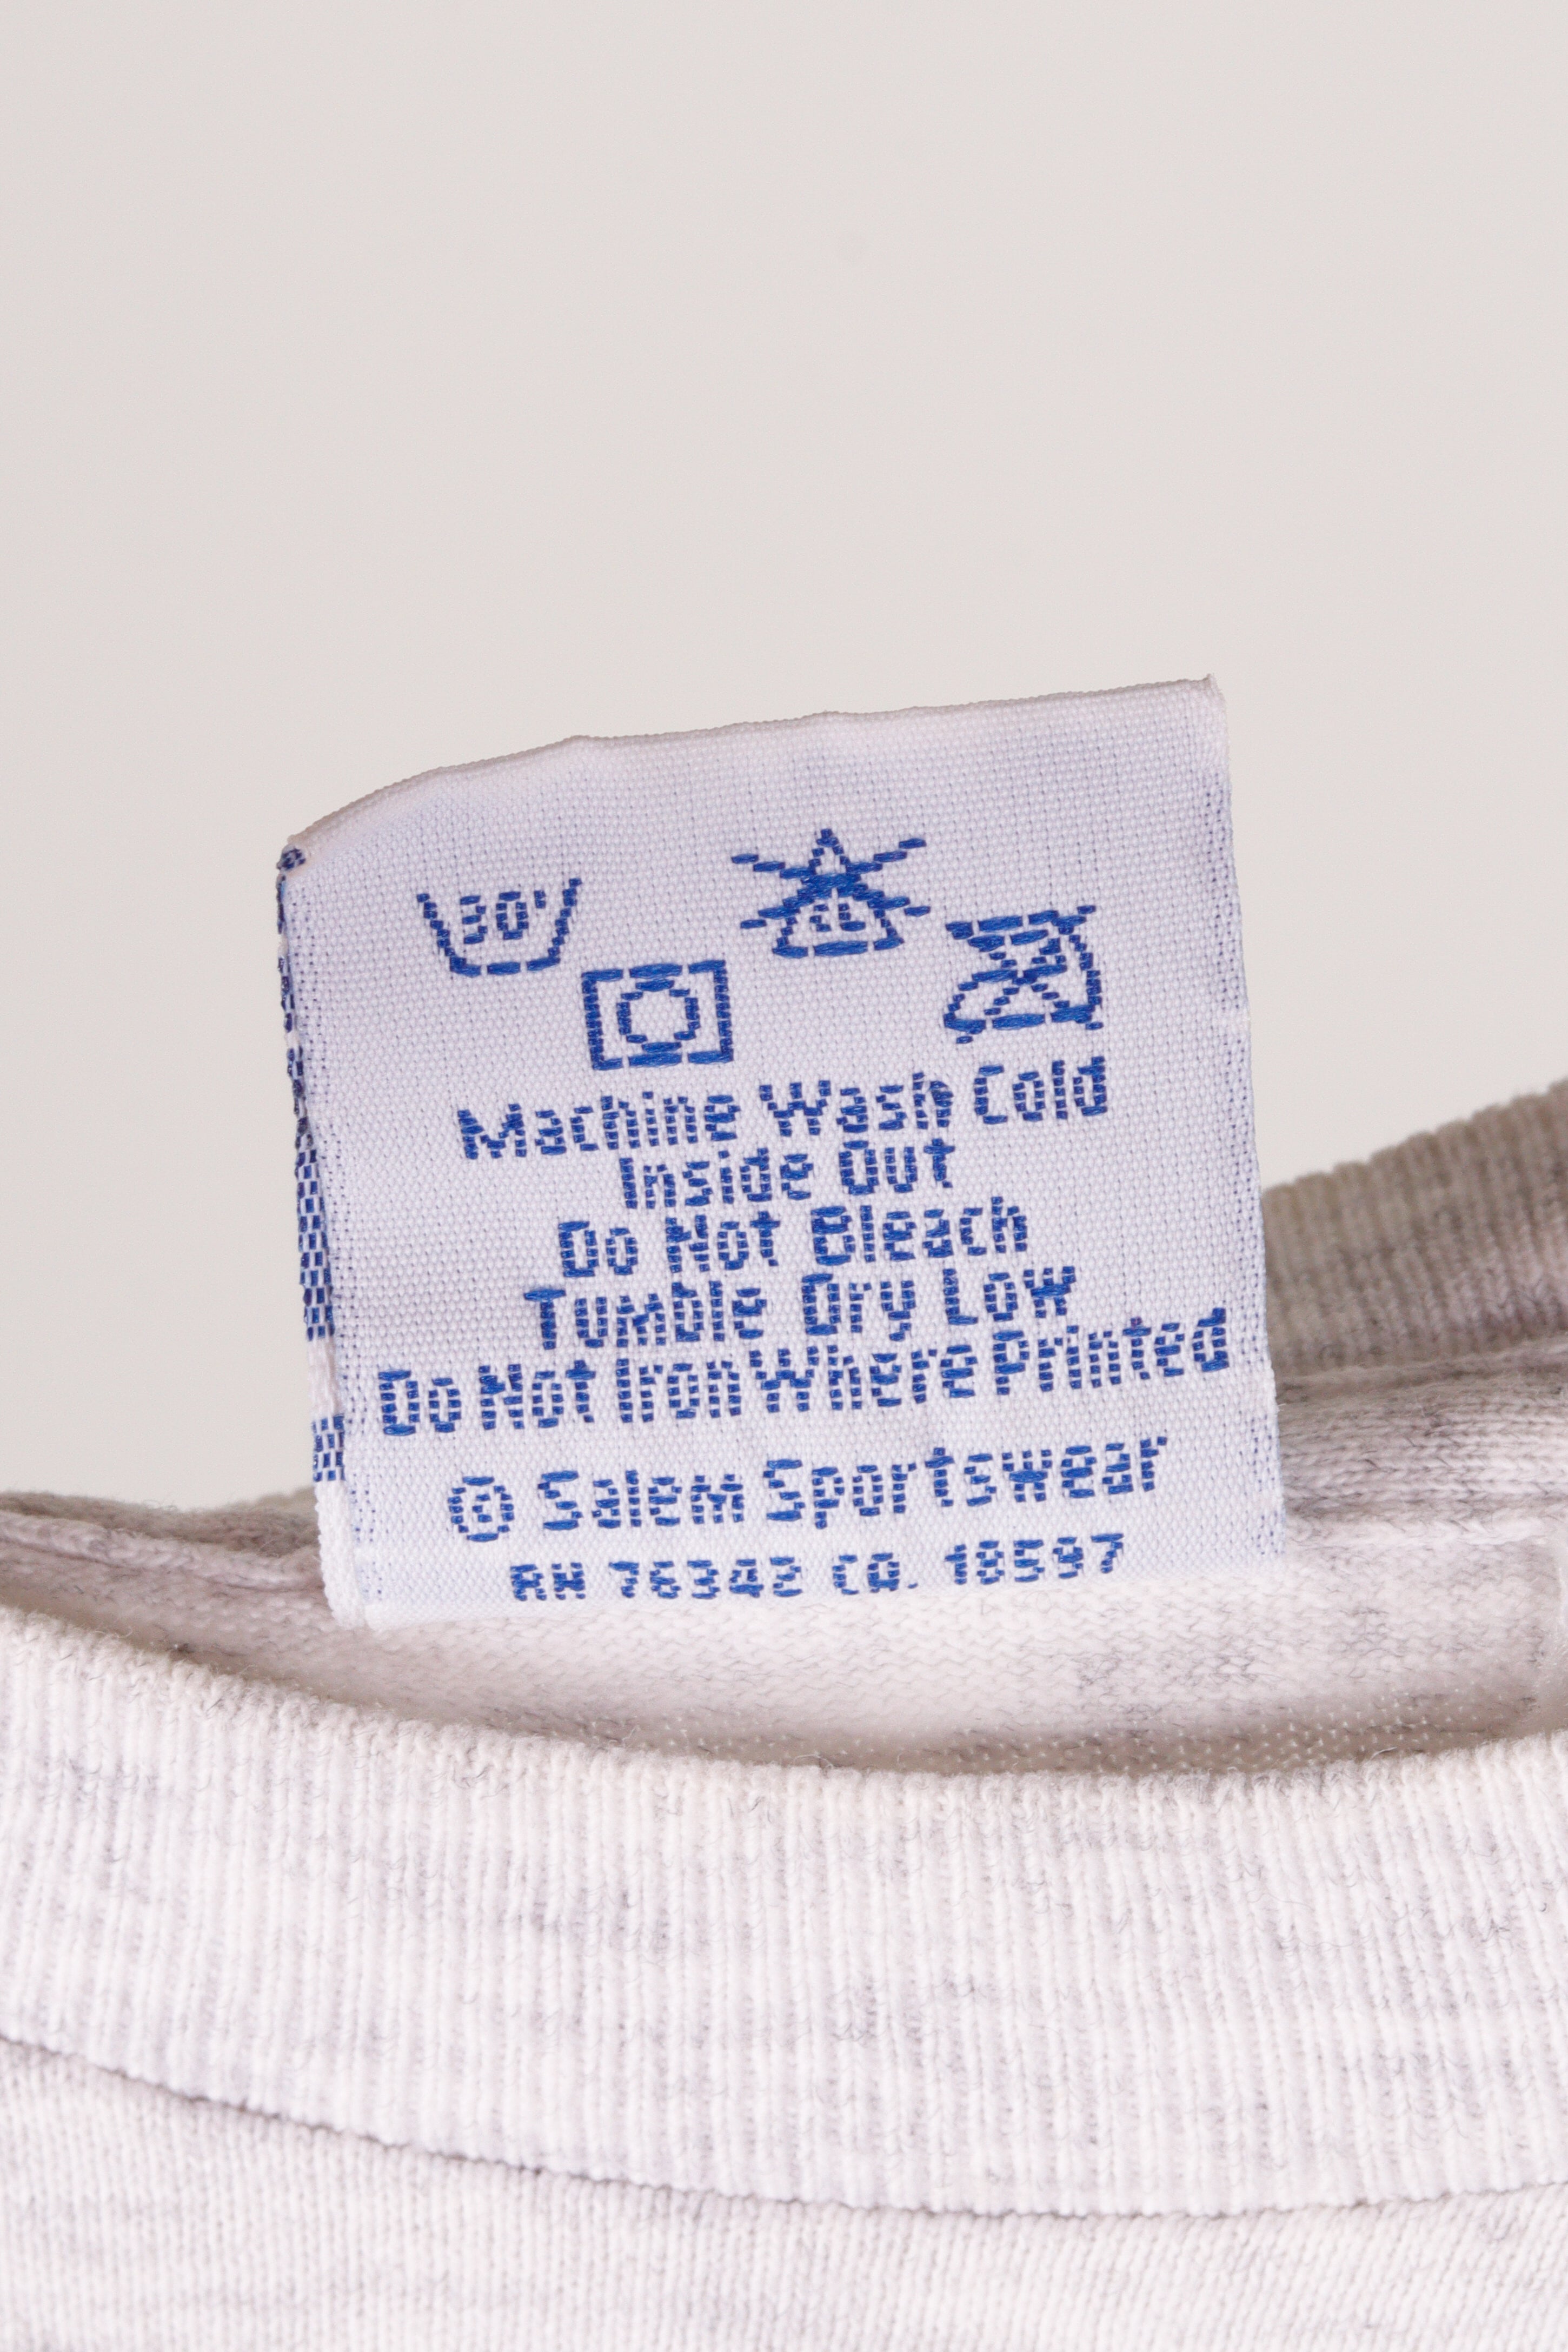 30°
CL
Machine Wash Cold
Inside Out
Do Not Bleach
Tumble Dry Low
Do Not Iron Where Printed
© Salem Sportswear
RN 76342 CA. 18597